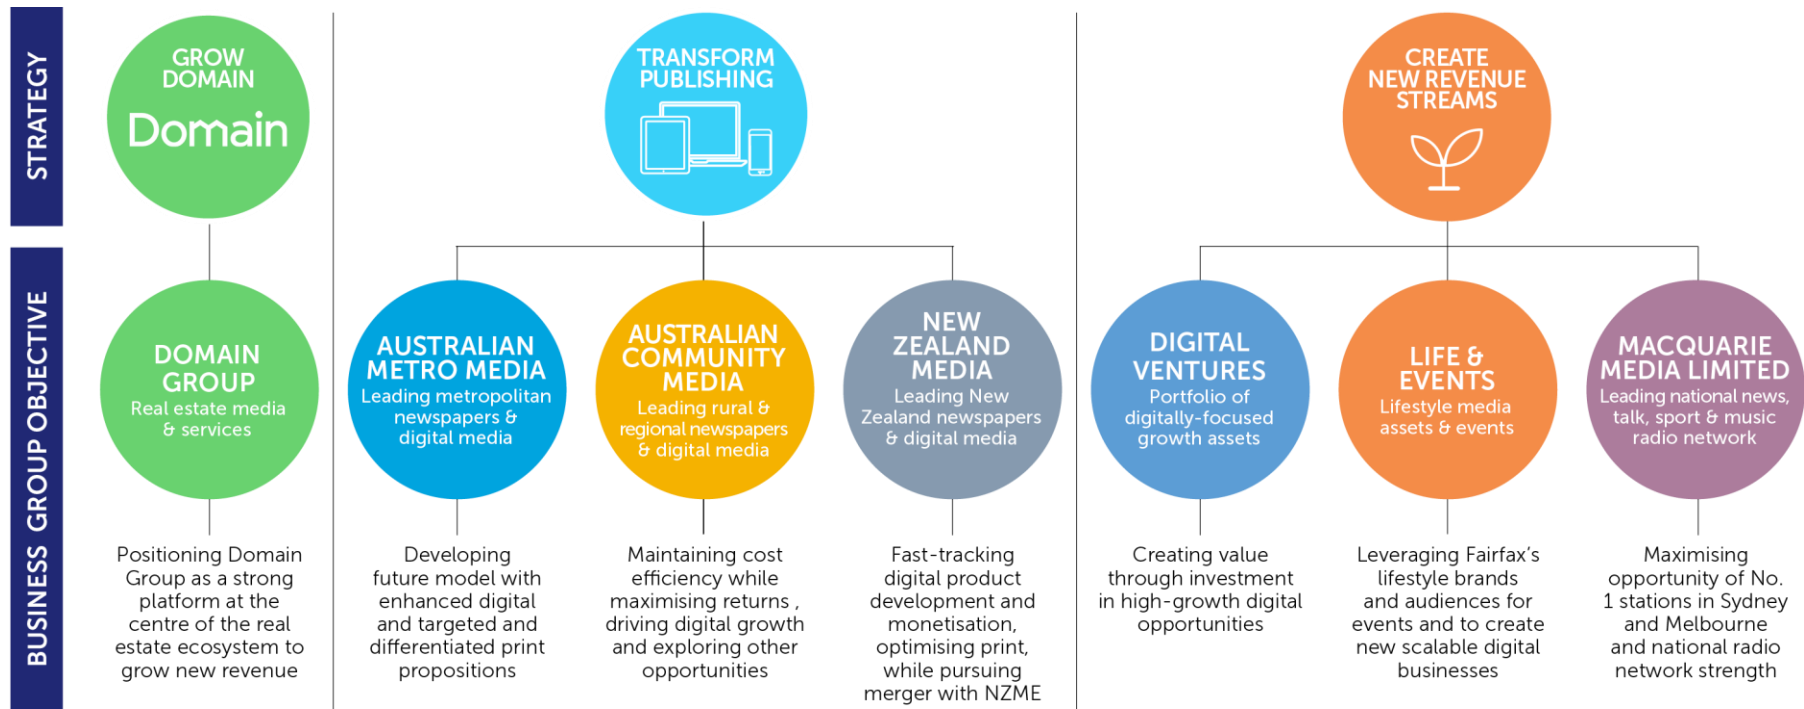 STRATEGY
GROW
DOMAIN
Domain
TRANSFORM
PUBLISHING
CREATE
NEW REVENUE
STREAMS
BUSINESS GROUP OBJECTIVE
DOMAIN
GROUP
Real estate media
& services
AUSTRALIAN
METRO MEDIA
Leading metropolitan
newspapers &
digital media
AUSTRALIAN
COMMUNITY
MEDIA
Leading rural &
regional newspapers
& digital media
NEW
ZEALAND
MEDIA
Leading New
Zealand newspapers
& digital media
DIGITAL
VENTURES
Portfolio of
digitally-focused
growth assets
LIFE &
EVENTS
Lifestyle media
assets & events
MACQUARIE
MEDIA LIMITED
Leading national news,
talk, sport & music
radio network
Positioning Domain
Group as a strong
platform at the
centre of the real
estate ecosystem to
grow new revenue
Developing
future model with
enhanced digital
and targeted and
differentiated print
propositions
Maintaining cost
efficiency while
maximising returns ,
driving digital growth
and exploring other
opportunities
Fast-tracking
digital product
development and
monetisation,
optimising print,
while pursuing
merger with NZME
Creating value
through investment
in high-growth digital
opportunities
Leveraging Fairfax's
lifestyle brands
and audiences for
events and to create
new scalable digital
businesses
Maximising
opportunity of No.
1 stations in Sydney
and Melbourne
and national radio
network strength